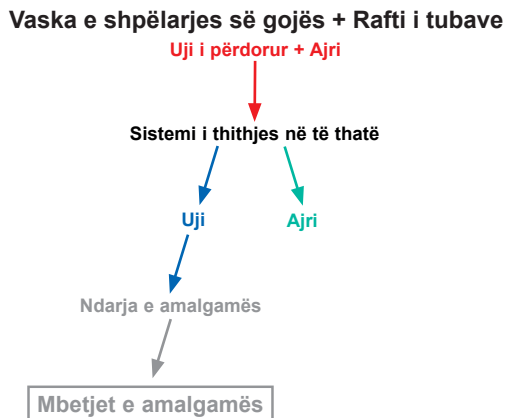 Vaska e shpëlarjes së gojës + Rafti i tubave
Uji i përdorur + Ajri
Sistemi i thithjes në të thatë
Uji Ajri
Ndarja e amalgamës
Mbetjet e amalgamës